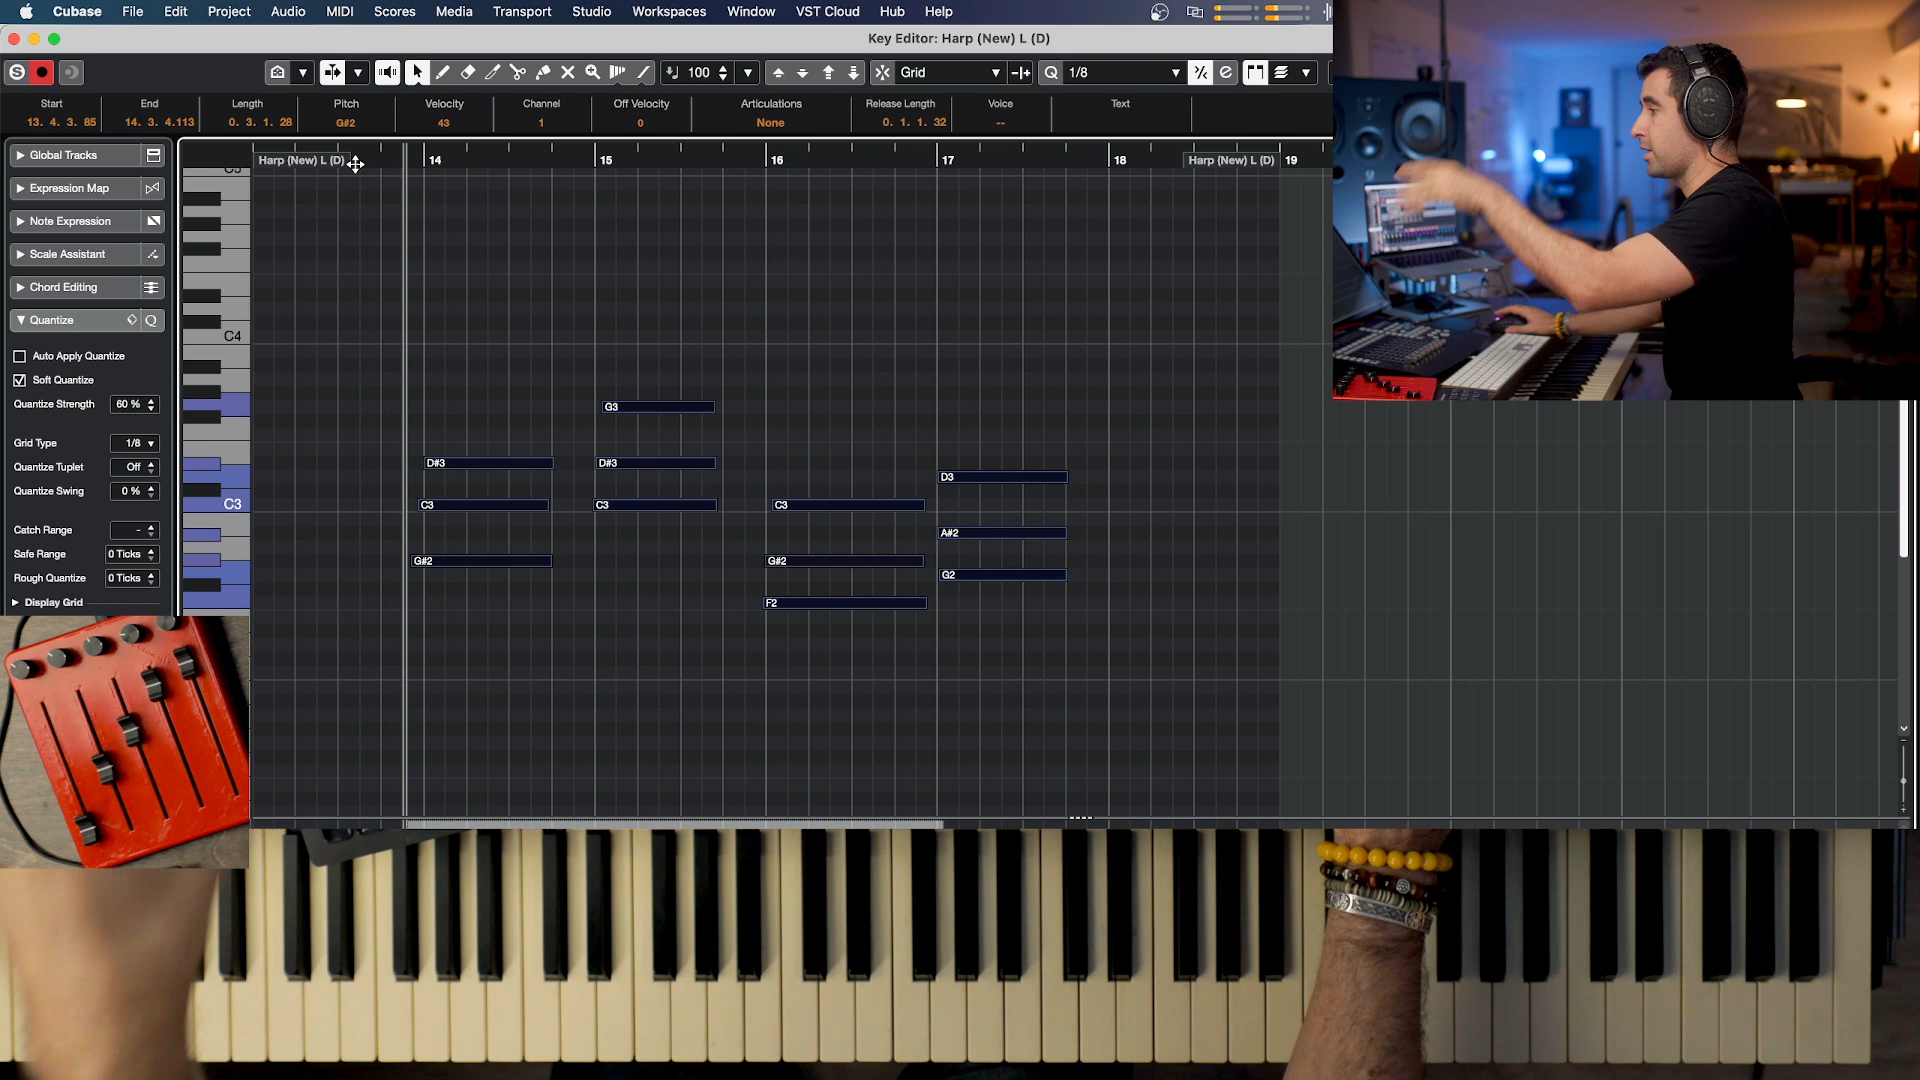 Cubase File Edit Project Audio MIDI Scores Media Transport Studio Workspaces Window VST Cloud Hub Help
Key Editor: Harp (New) L (D)
S 100 Grid Q 1/8
Start End Length Pitch Velocity Channel Off Velocity Articulations Release Length Voice Text
13. 4. 3. 85 14. 3. 4.113 0. 3. 1. 28 G#2 43 1 0 None 0. 1. 1. 32 --
Global Tracks
Expression Map
Note Expression
Scale Assistant
Chord Editing
Quantize Q
Auto Apply Quantize
Soft Quantize
Quantize Strength 60 %
Grid Type 1/8
Quantize Tuplet Off
Quantize Swing 0 %
Catch Range -
Safe Range 0 Ticks
Rough Quantize 0 Ticks
Display Grid
Harp (New) L (D) 14 15 16 17 18 Harp (New) L (D) 19
C5
C4
C3
G3
D#3 D#3
D3
C3 C3 C3
A#2
G#2 G#2
G2
F2